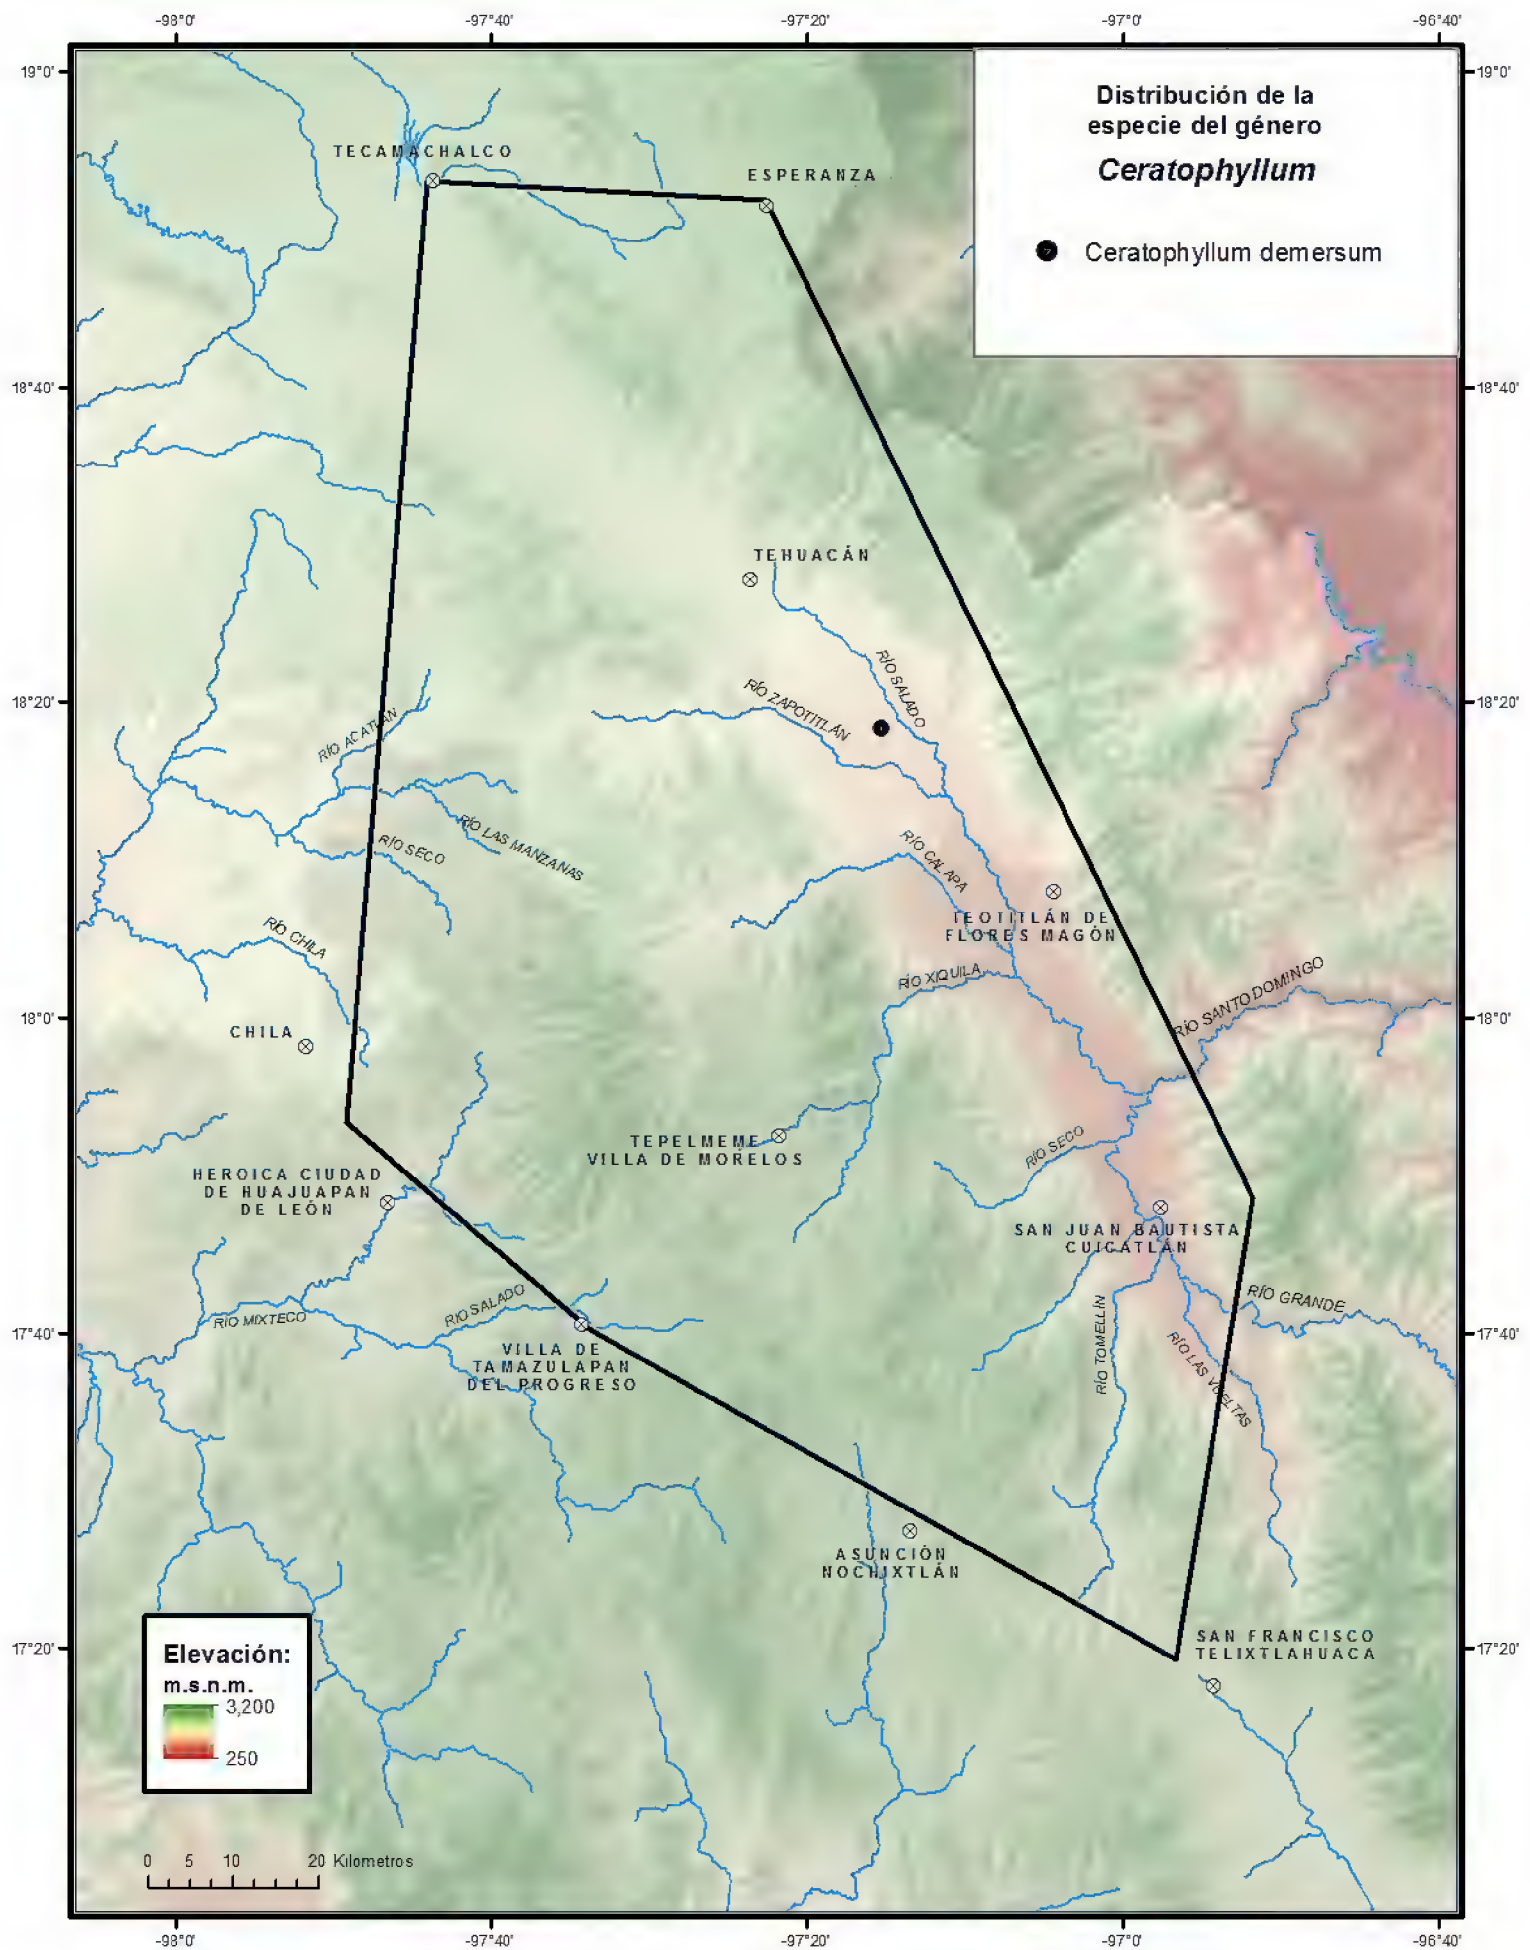 -98°0'
-97°40'
-97°20'
-97°0'
-96°40'
19°0'
19°0'
Distribución de la
especie del género
Ceratophyllum
Ceratophyllum demersum
TECAMACHALCO
ESPERANZA
18°40'
18°40'
TEHUACÁN
RÍO SALADO
18°20'
18°20'
RÍO ZAPOTITLÁN
RÍO ACATLÁN
RÍO LAS MANZANAS
RÍO SECO
RÍO CALAPA
TEOTITLÁN DE
FLORES MAGÓN
RÍO CHILA
RÍO XIQUILA
RÍO SANTO DOMINGO
18°0'
18°0'
CHILA
TEPELMEME
VILLA DE MORELOS
RÍO SECO
HEROICA CIUDAD
DE HUAJUAPAN
DE LEÓN
SAN JUAN BAUTISTA
CUICATLÁN
RÍO GRANDE
RÍO SALADO
RÍO MIXTECO
17°40'
17°40'
VILLA DE
TAMAZULAPAN
DEL PROGRESO
RÍO TOMELLÍN
RÍO LAS VUELTAS
ASUNCIÓN
NOCHIXTLÁN
SAN FRANCISCO
TELIXTLAHUACA
17°20'
17°20'
Elevación:
m.s.n.m.
3,200
250
0 5 10 20 Kilometros
-98°0'
-97°40'
-97°20'
-97°0'
-96°40'